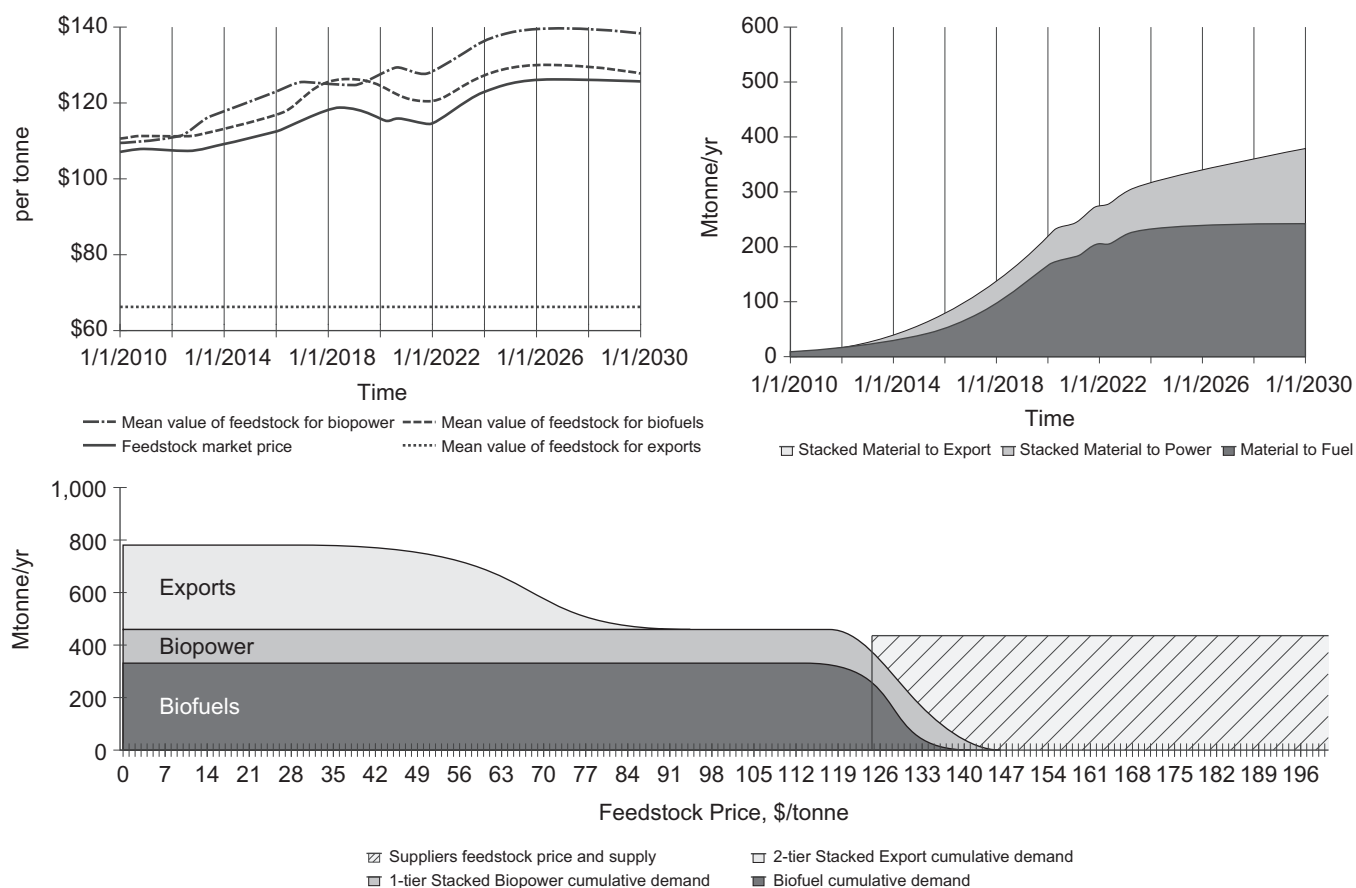 $140
$120
$100
$80
$60
per tonne
1/1/2010 1/1/2014 1/1/2018 1/1/2022 1/1/2026 1/1/2030
Time
Mean value of feedstock for biopower
Mean value of feedstock for biofuels
Feedstock market price
Mean value of feedstock for exports
600
500
400
300
200
100
0
Mtonne/yr
1/1/2010 1/1/2014 1/1/2018 1/1/2022 1/1/2026 1/1/2030
Time
Stacked Material to Export Stacked Material to Power Material to Fuel
1,000
800
600
400
200
0
Mtonne/yr
Exports
Biopower
Biofuels
0 7 14 21 28 35 42 49 56 63 70 77 84 91 98 105 112 119 126 133 140 147 154 161 168 175 182 189 196
Feedstock Price, $/tonne
Suppliers feedstock price and supply
2-tier Stacked Export cumulative demand
1-tier Stacked Biopower cumulative demand
Biofuel cumulative demand